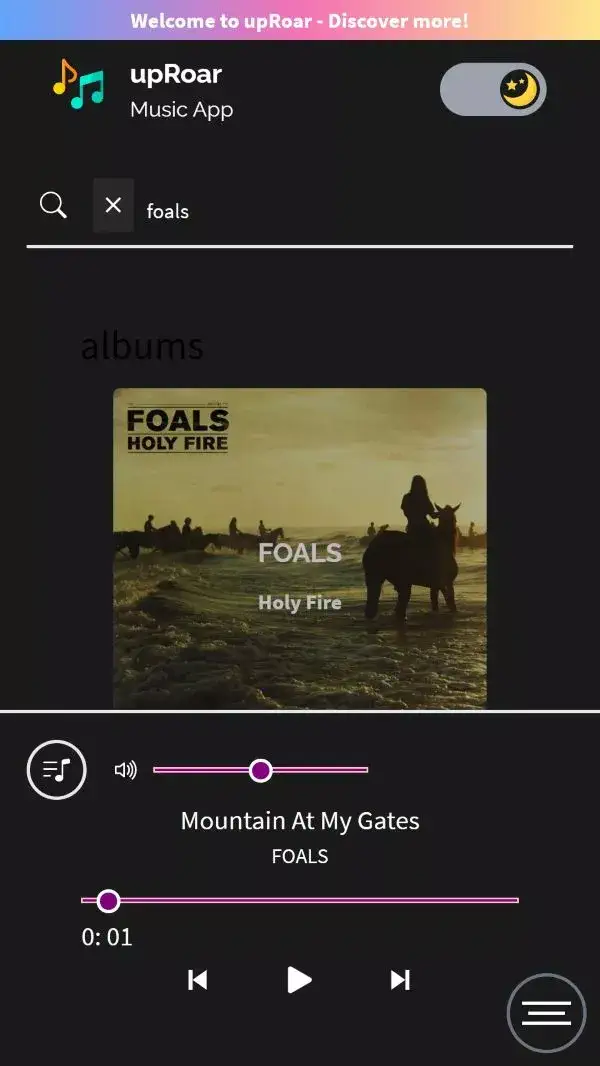 Welcome to upRoar - Discover more!
upRoar
Music App
foals
albums
FOALS
HOLY FIRE
FOALS
Holy Fire
Mountain At My Gates
FOALS
0: 01